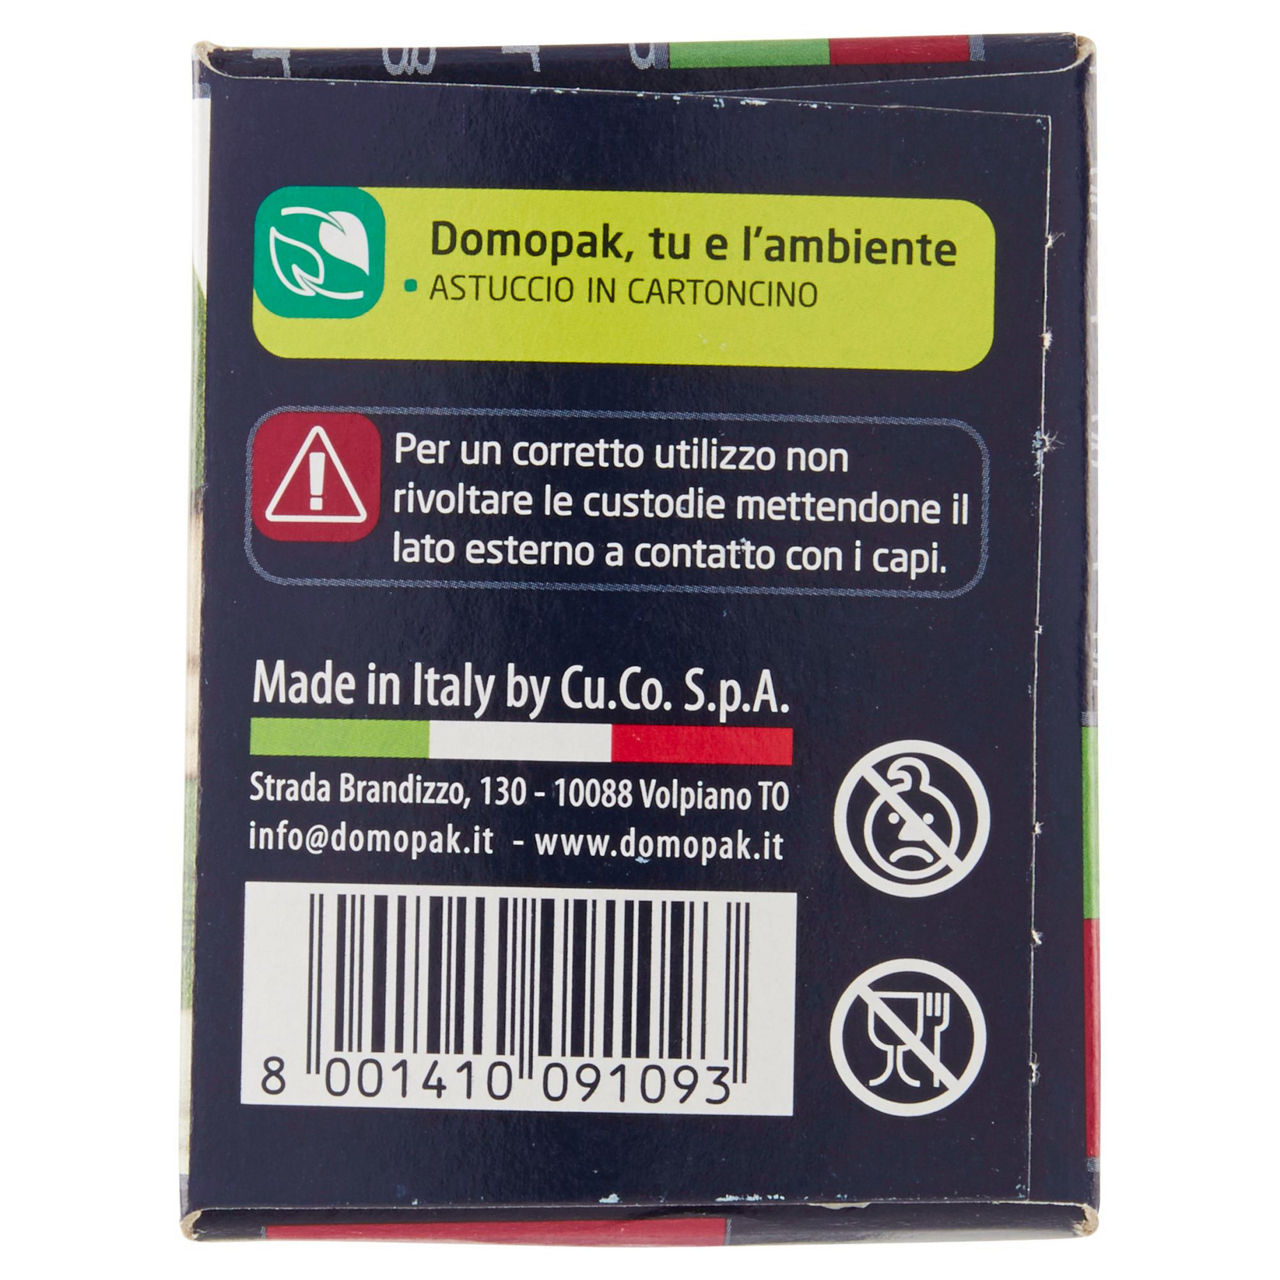 Domopak, tu e l'ambiente
• ASTUCCIO IN CARTONCINO
Per un corretto utilizzo non
rivoltare le custodie mettendone il
lato esterno a contatto con i capi.
Made in Italy by Cu.Co. S.p.A.
Strada Brandizzo, 130 - 10088 Volpiano TO
info@domopak.it - www.domopak.it
8 001410 091093